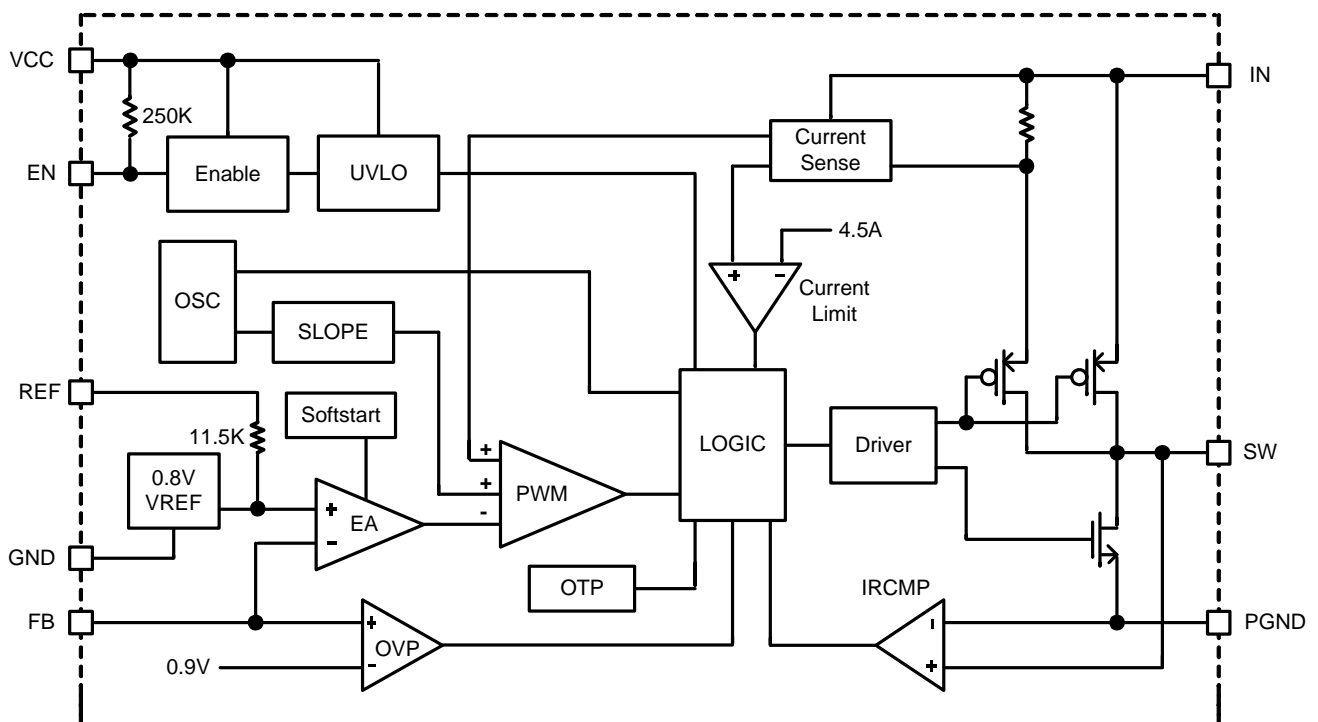 VCC
IN
250K
Current
Sense
EN
Enable
UVLO
4.5A
+
-
OSC
Current
Limit
SLOPE
REF
Softstart
11.5K
LOGIC
Driver
SW
0.8V
VREF
+
+
-
PWM
+
-
EA
GND
OTP
IRCMP
FB
PGND
+
-
OVP
0.9V
-
+